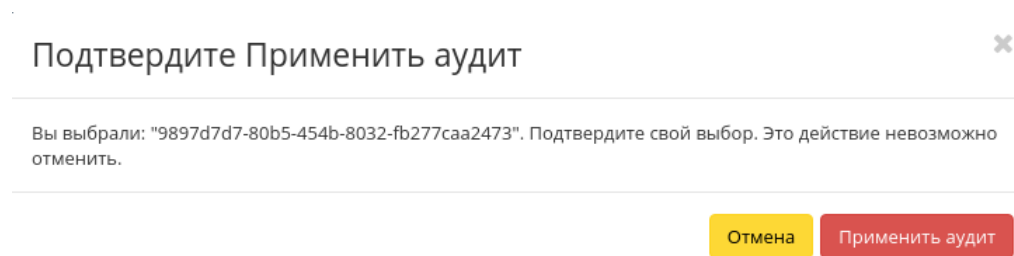 Подтвердите Применить аудит
Вы выбрали: "9897d7d7-80b5-454b-8032-fb277caa2473". Подтвердите свой выбор. Это действие невозможно
отменить.
Отмена
Применить аудит